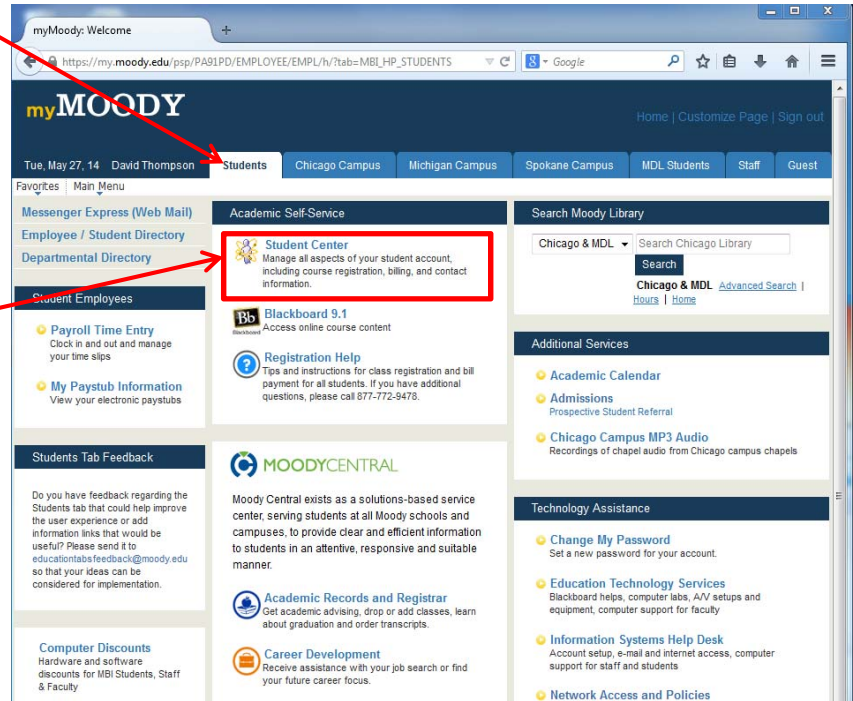 myMoody: Welcome
https://my.moody.edu/psp/PA91PD/EMPLOYEE/EMPL/h/?tab=MBI_HP_STUDENTS
Google
myMOODY
Home | Customize Page | Sign out
Tue, May 27, 14 David Thompson
Students
Chicago Campus
Michigan Campus
Spokane Campus
MDL Students
Staff
Guest
Favorites
Main Menu
Messenger Express (Web Mail)
Employee / Student Directory
Departmental Directory
Student Employees
Payroll Time Entry
Clock in and out and manage
your time slips
My Paystub Information
View your electronic paystubs
Students Tab Feedback
Do you have feedback regarding the
Students tab that could help improve
the user experience or add
information links that would be
useful? Please send it to
educationtabsfeedback@moody.edu
so that your ideas can be
considered for implementation.
Computer Discounts
Hardware and software
discounts for MBI Students, Staff
& Faculty
Academic Self-Service
Student Center
Manage all aspects of your student account,
including course registration, billing, and contact
information.
Bb
Blackboard
Blackboard 9.1
Access online course content
Registration Help
Tips and instructions for class registration and bill
payment for all students. If you have additional
questions, please call 877-772-
9478.
MOODYCENTRAL
Moody Central exists as a solutions-based service
center, serving students at all Moody schools and
campuses, to provide clear and efficient information
to students in an attentive, responsive and suitable
manner.
Academic Records and Registrar
Get academic advising, drop or add classes, learn
about graduation and order transcripts.
Career Development
Receive assistance with your job search or find
your future career focus.
Search Moody Library
Chicago & MDL
Search Chicago Library
Search
Chicago & MDL Advanced Search |
Hours | Home
Additional Services
Academic Calendar
Admissions
Prospective Student Referral
Chicago Campus MP3 Audio
Recordings of chapel audio from Chicago campus chapels
Technology Assistance
Change My Password
Set a new password for your account.
Education Technology Services
Blackboard helps, computer labs, A/V setups and
equipment, computer support for faculty
Information Systems Help Desk
Account setup, e-mail and internet access, computer
support for staff and students
Network Access and Policies